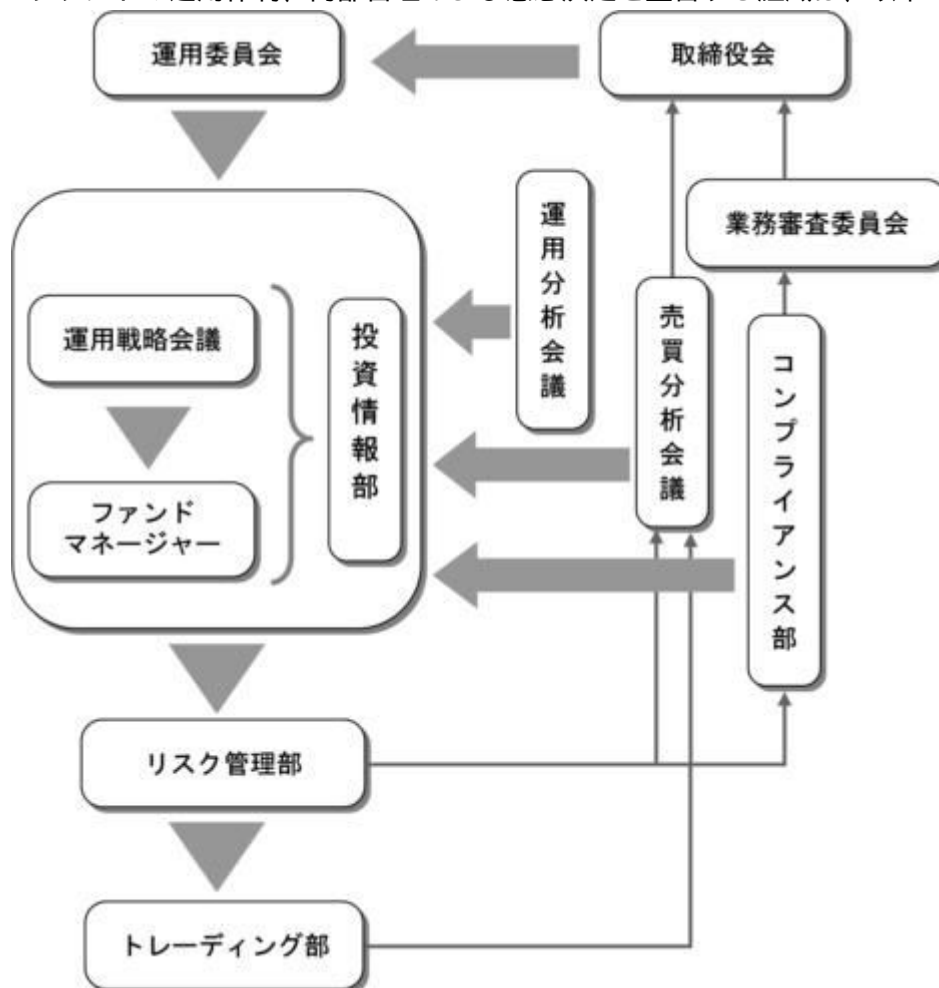 運用委員会
取締役会
運用分析会議
業務審査委員会
運用戦略会議
投資情報部
売買分析会議
コンプライアンス部
ファンド
マネージャー
リスク管理部
トレーディング部